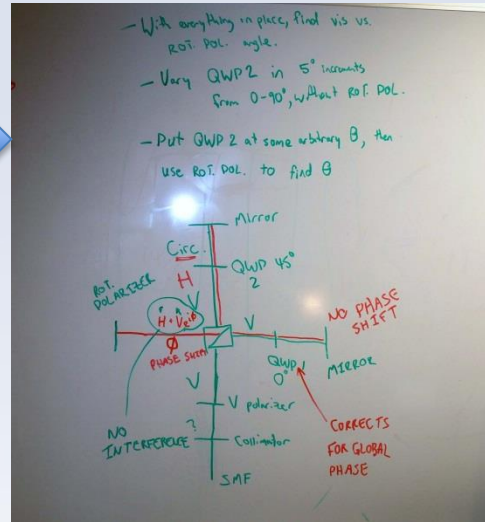 - With everything in place, find vis vs.
ROT. POL. angle.
- Vary QWP2 in 5° increments
from 0-90°, without ROT. POL.
- Put QWP 2 at some arbitrary θ, then
use ROT. POL. to find θ
Mirror
Circ.
QWP 45°
2
H
ROT.
POLARIZER
V
H + V e^iφ
V
NO PHASE
SHIFT
φ
PHASE SHIFT
QWP 1
0°
MIRROR
V
V polarizer
NO
INTERFERENCE?
Collimator
CORRECTS
FOR GLOBAL
PHASE
SMF